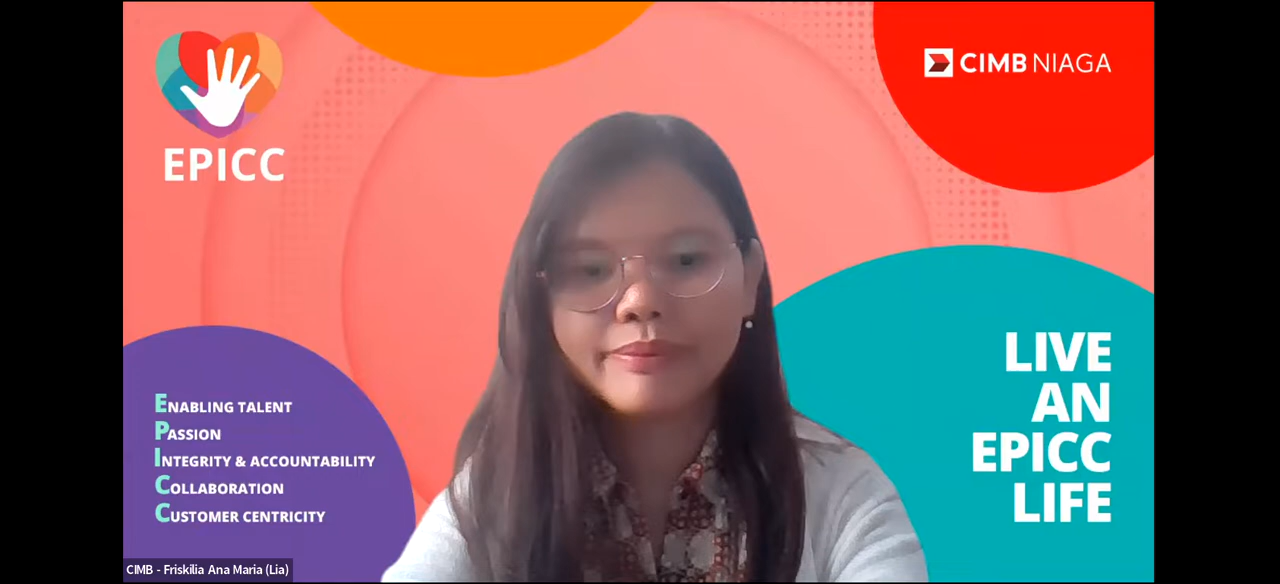 EPICC
CIMB NIAGA
ENABLING TALENT
PASSION
INTEGRITY & ACCOUNTABILITY
COLLABORATION
CUSTOMER CENTRICITY
LIVE
AN
EPICC
LIFE
CIMB - Friskilia Ana Maria (Lia)